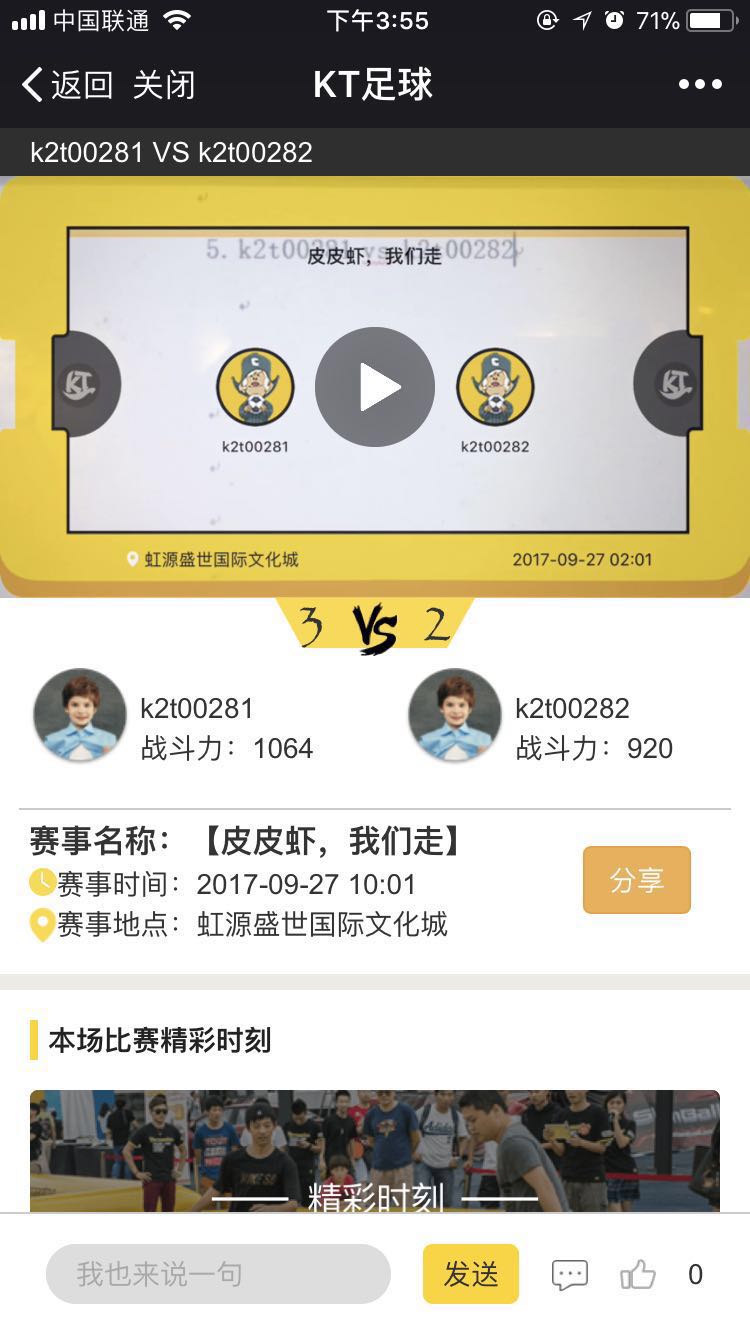 中国联通 下午3:55 71%
返回 关闭 KT足球
k2t00281 VS k2t00282
5. k2t00281 vs k2t00282
皮皮虾，我们走
KT KT
k2t00281 k2t00282
虹源盛世国际文化城 2017-09-27 02:01
3 VS 2
k2t00281 k2t00282
战斗力：1064 战斗力：920
赛事名称：【皮皮虾，我们走】
赛事时间：2017-09-27 10:01
分享
赛事地点：虹源盛世国际文化城
本场比赛精彩时刻
精彩时刻
我也来说一句 发送 0